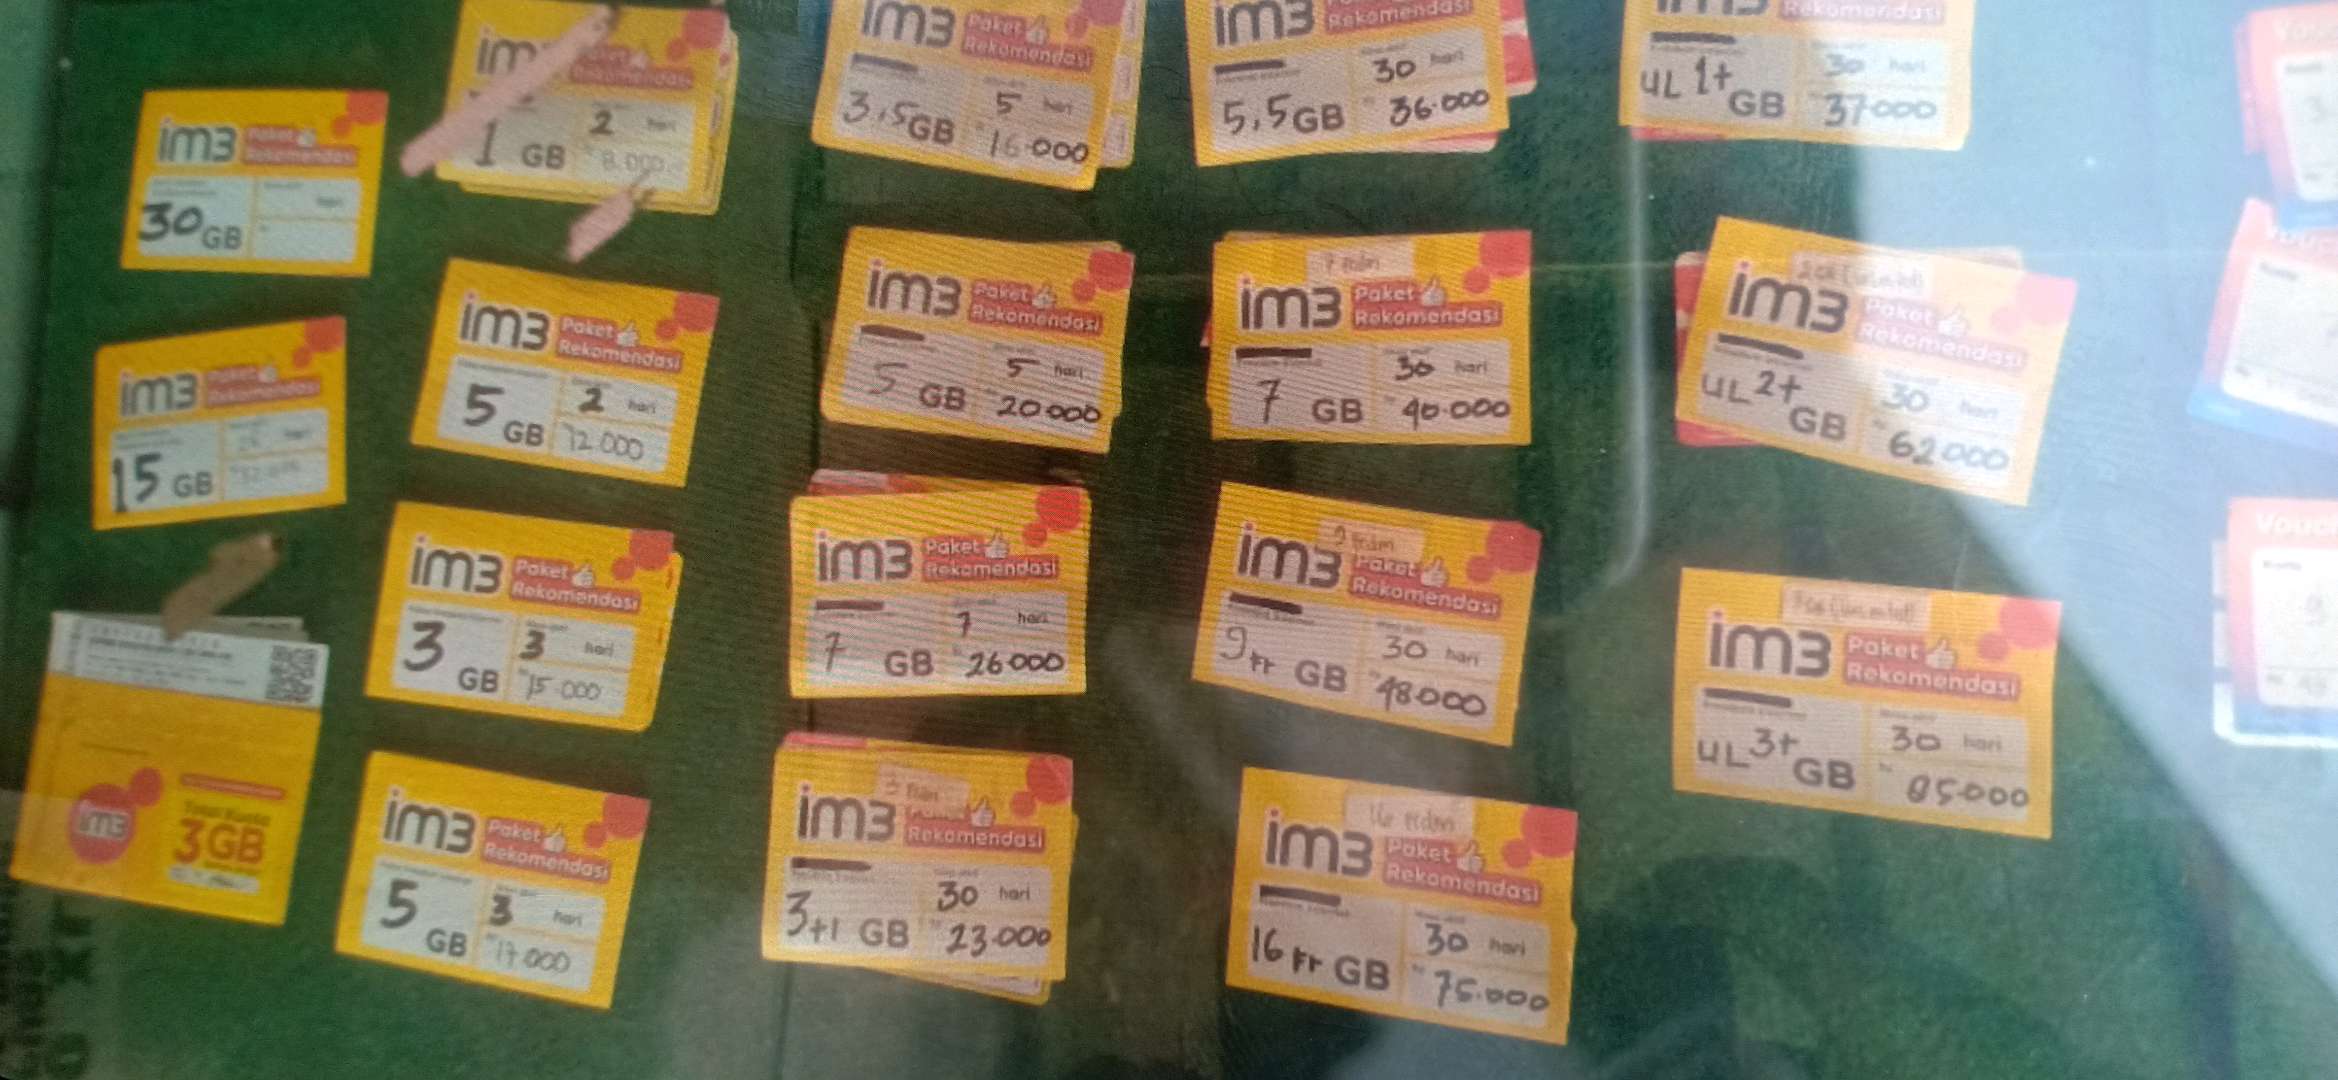 im3 Paket
Rekomendasi
30 GB
hari
im3
Rekomendasi
15 GB
hari
im3
3GB
im
Rekomendasi
1 GB
2 hari
8.000
im3 Paket
Rekomendasi
5 GB
2 hari
12.000
im3 Paket
Rekomendasi
3 GB
3 hari
15.000
im3 Paket
Rekomendasi
5 GB
3 hari
17.000
im3 Paket
Rekomendasi
3,5 GB
5 hari
16.000
im3 Paket
Rekomendasi
5 GB
5 hari
20.000
im3 Paket
Rekomendasi
7 GB
7 hari
26.000
im3 Paket
Rekomendasi
3+1 GB
30 hari
23.000
im3
Rekomendasi
5,5 GB
30 hari
36.000
im3 Paket
Rekomendasi
7 GB
30 hari
40.000
im3 Paket
Rekomendasi
9 Fr GB
30 hari
48.000
im3 Paket
Rekomendasi
16 Fr GB
30 hari
75.000
im3
Rekomendasi
UL 1+ GB
30 hari
37000
im3 Paket
Rekomendasi
UL 2+ GB
30 hari
62.000
im3 Paket
Rekomendasi
UL 3+ GB
30 hari
85.000